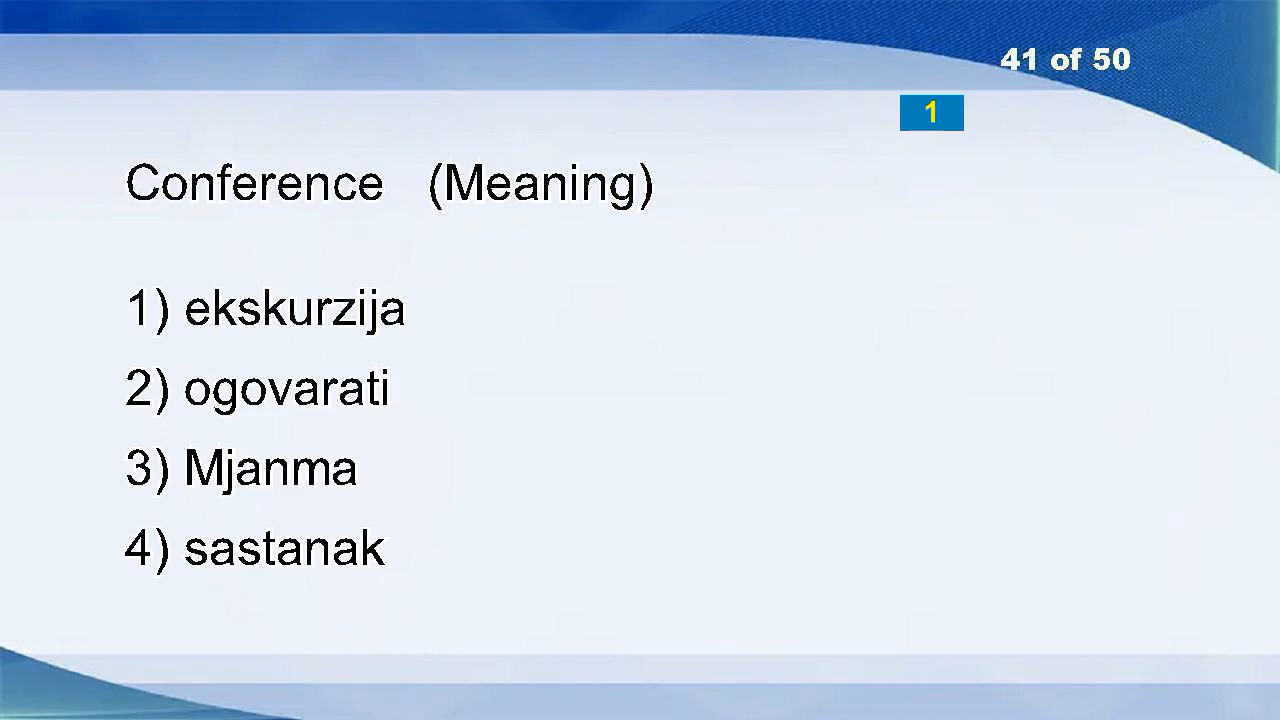 41 of 50
1
Conference (Meaning)
1) ekskurzija
2) ogovarati
3) Mjanma
4) sastanak